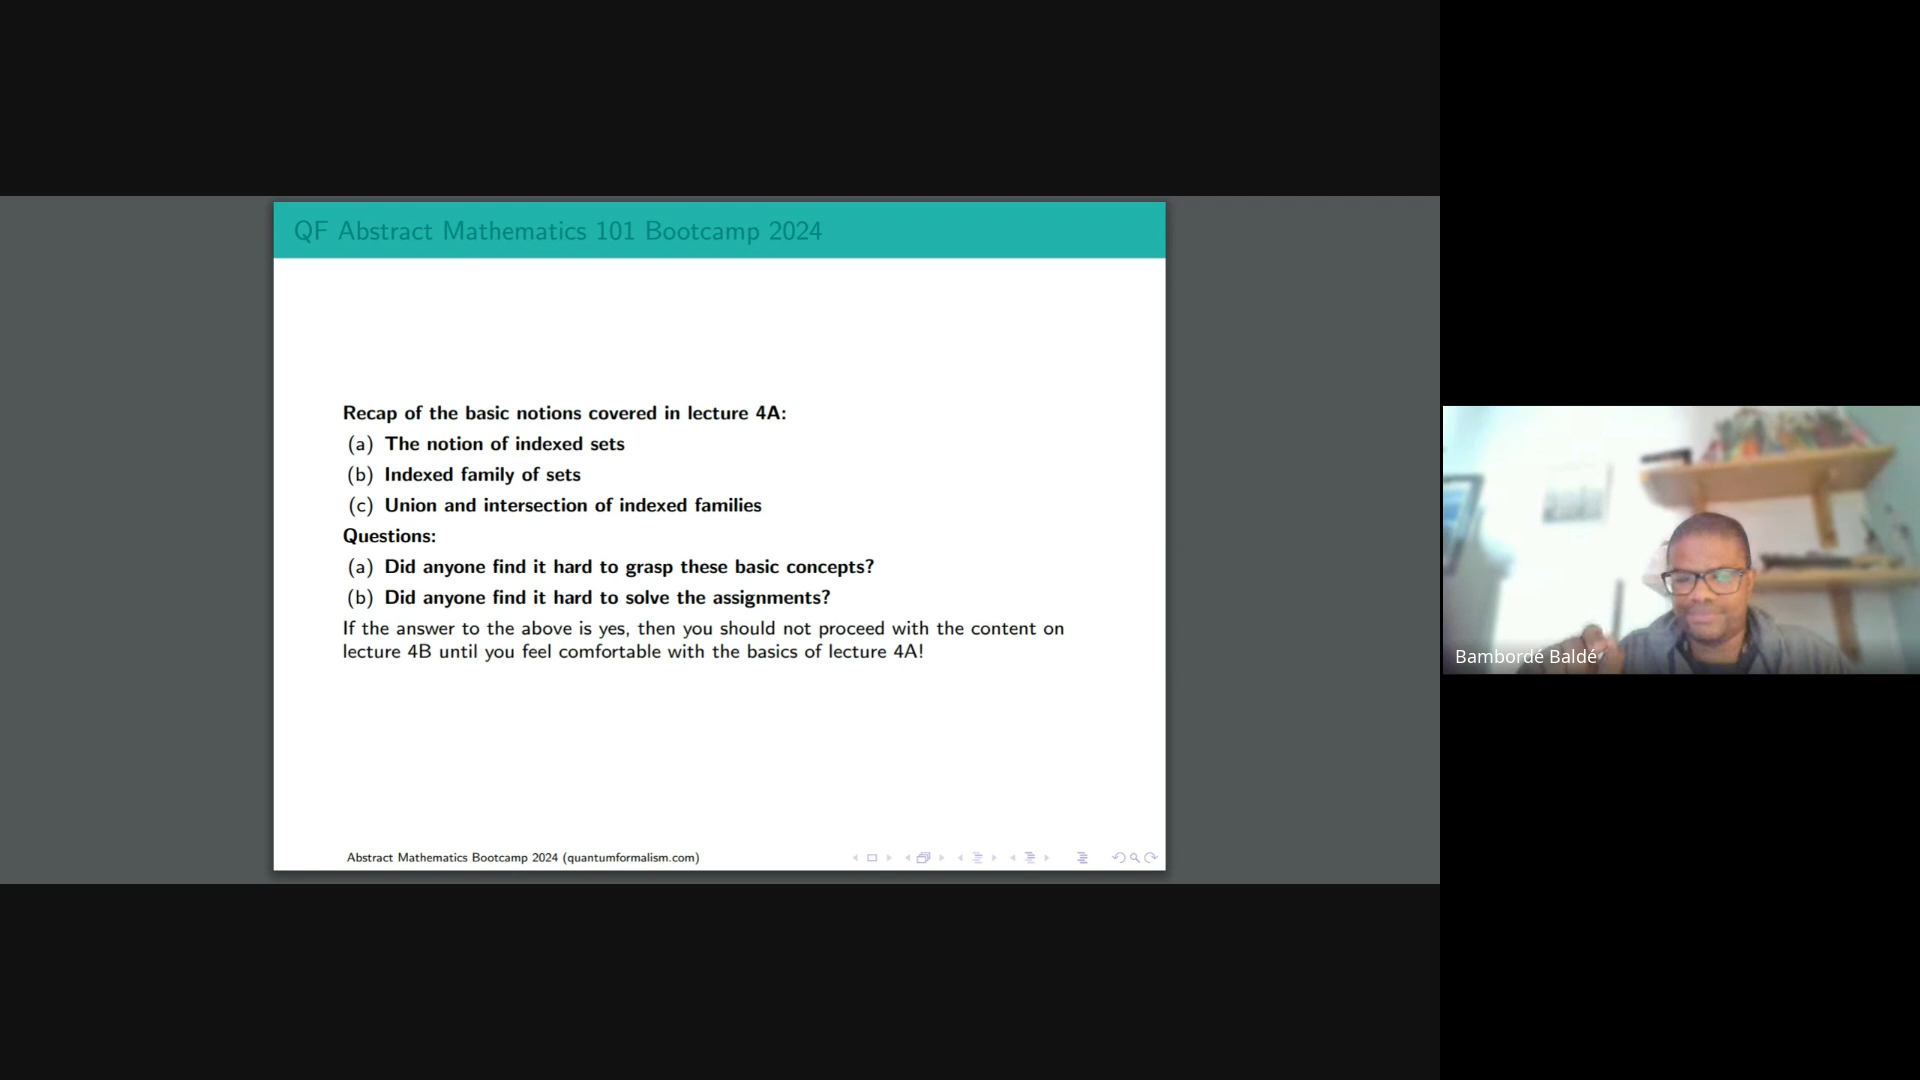 QF Abstract Mathematics 101 Bootcamp 2024
Recap of the basic notions covered in lecture 4A:
(a) The notion of indexed sets
(b) Indexed family of sets
(c) Union and intersection of indexed families
Questions:
(a) Did anyone find it hard to grasp these basic concepts?
(b) Did anyone find it hard to solve the assignments?
If the answer to the above is yes, then you should not proceed with the content on
lecture 4B until you feel comfortable with the basics of lecture 4A!
Abstract Mathematics Bootcamp 2024 (quantumformalism.com)
Bambordé Baldé